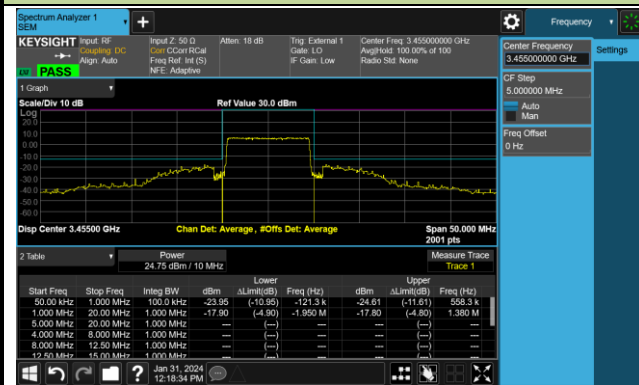 Spectrum Analyzer 1
SEM
Frequency
KEYSIGHT
Input: RF
Coupling: DC
Align: Auto
Input Z: 50 Ω
Corr CCorr RCal
Freq Ref: Int (S)
NFE: Adaptive
Atten: 18 dB
Trig: External 1
Gate: LO
IF Gain: Low
Center Freq: 3.455000000 GHz
Avg|Hold: 100.00% of 100
Radio Std: None
PASS
Center Frequency
3.455000000 GHz
Settings
CF Step
5.000000 MHz
Auto
Man
Freq Offset
0 Hz
1 Graph
Scale/Div 10 dB
Ref Value 30.0 dBm
Log
20.0
10.0
0.00
-10.0
-20.0
-30.0
-40.0
-50.0
-60.0
Disp Center 3.45500 GHz
Chan Det: Average, #Offs Det: Average
Span 50.000 MHz
2001 pts
2 Table
Power
24.75 dBm / 10 MHz
Measure Trace
Trace 1
Lower Upper
Start Freq Stop Freq Integ BW dBm ΔLimit(dB) Freq (Hz) dBm ΔLimit(dB) Freq (Hz)
50.00 kHz 1.000 MHz 100.0 kHz -23.95 (-10.95) -121.3 k -24.61 (-11.61) 558.3 k
1.000 MHz 20.00 MHz 1.000 MHz -17.90 (-4.90) -1.950 M -17.80 (-4.80) 1.380 M
5.000 MHz 20.00 MHz 1.000 MHz --- (---) --- --- (---) ---
4.000 MHz 8.000 MHz 1.000 MHz --- (---) --- --- (---) ---
8.000 MHz 12.50 MHz 1.000 MHz --- (---) --- --- (---) ---
12.50 MHz 15.00 MHz 1.000 MHz --- (---) --- --- (---) ---
Jan 31, 2024
12:18:34 PM